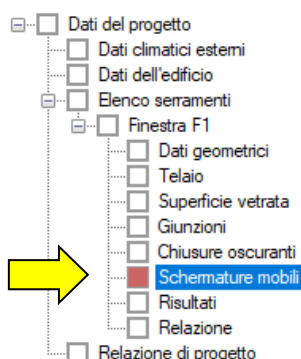 Dati del progetto
Dati climatici esterni
Dati dell'edificio
Elenco serramenti
Finestra F1
Dati geometrici
Telaio
Superficie vetrata
Giunzioni
Chiusure oscuranti
Schermature mobili
Risultati
Relazione
Relazione di progetto